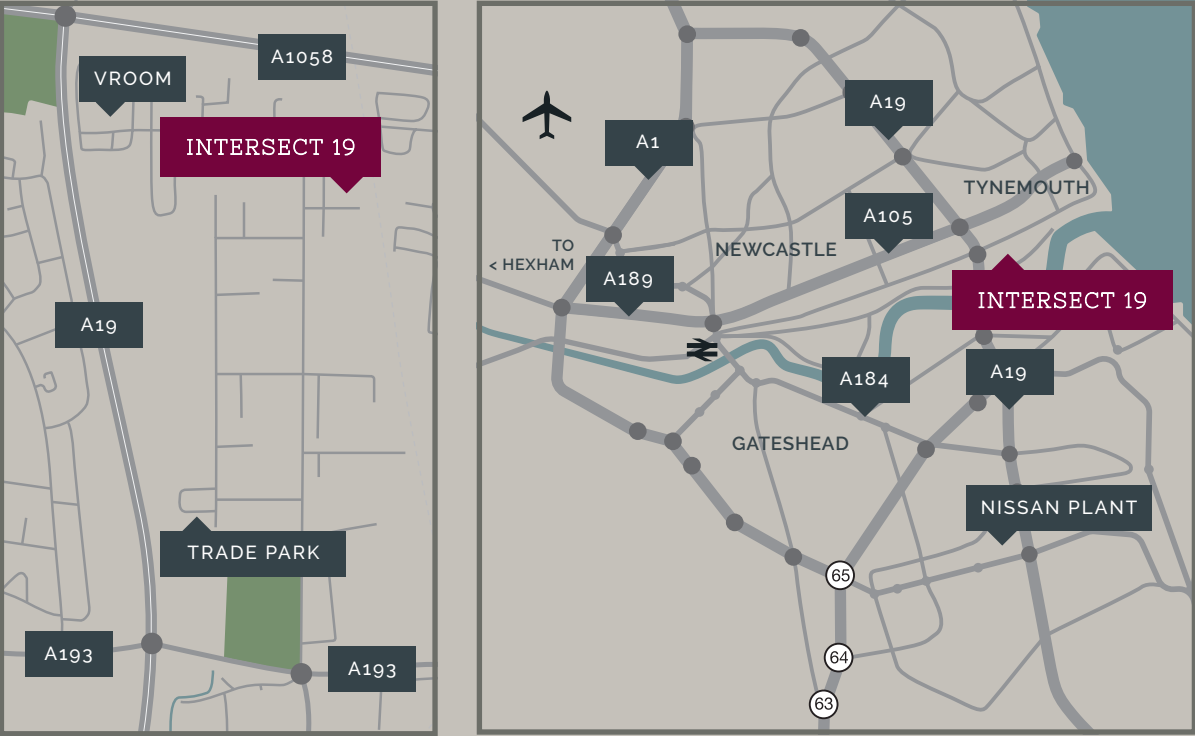 A1058
VROOM
INTERSECT 19
A19
TRADE PARK
A193
A193
A19
A1
TYNEMOUTH
A105
TO
< HEXHAM
NEWCASTLE
A189
INTERSECT 19
A184
A19
GATESHEAD
NISSAN PLANT
65
64
63